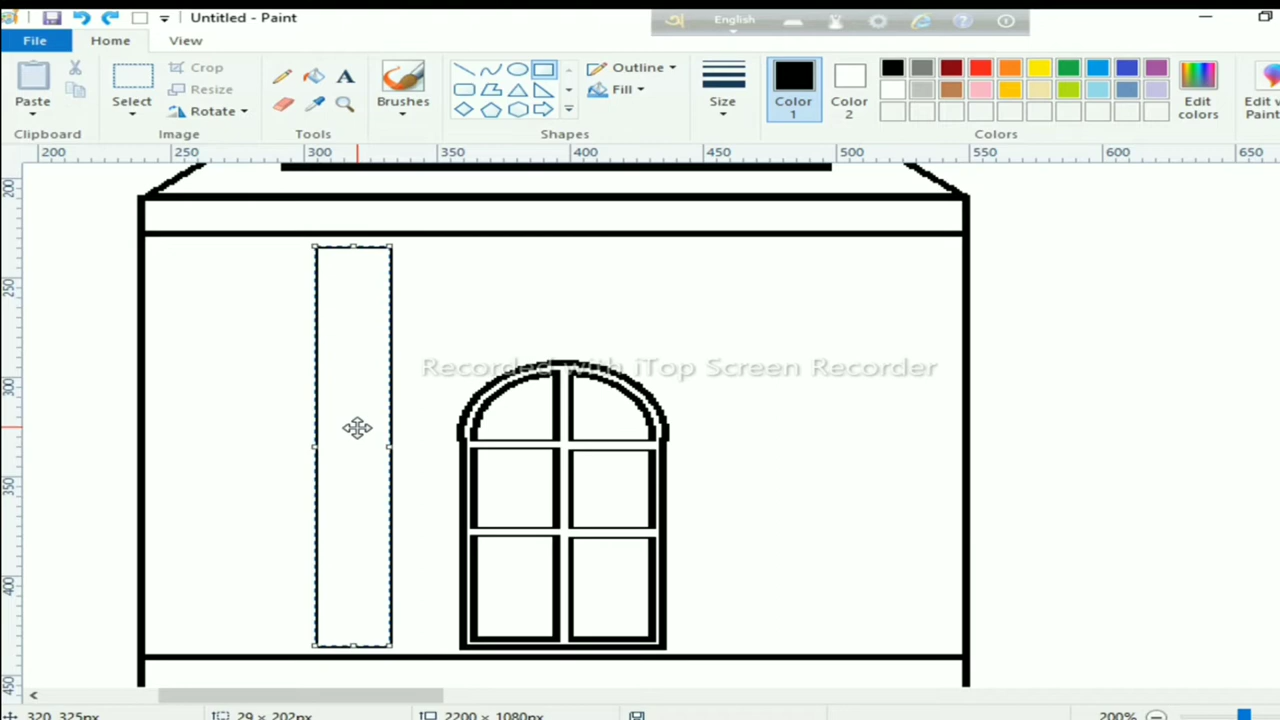 Untitled - Paint
English
File
Home
View
Paste
Select
Crop
Resize
Rotate
Brushes
Outline
Fill
Size
Color
1
Color
2
Edit
colors
Clipboard
Image
Tools
Shapes
Colors
200
250
300
350
400
450
500
550
600
650
200
250
300
350
400
450
Recorded with iTop Screen Recorder
320, 325px
29 × 202px
2200 × 1080px
200%